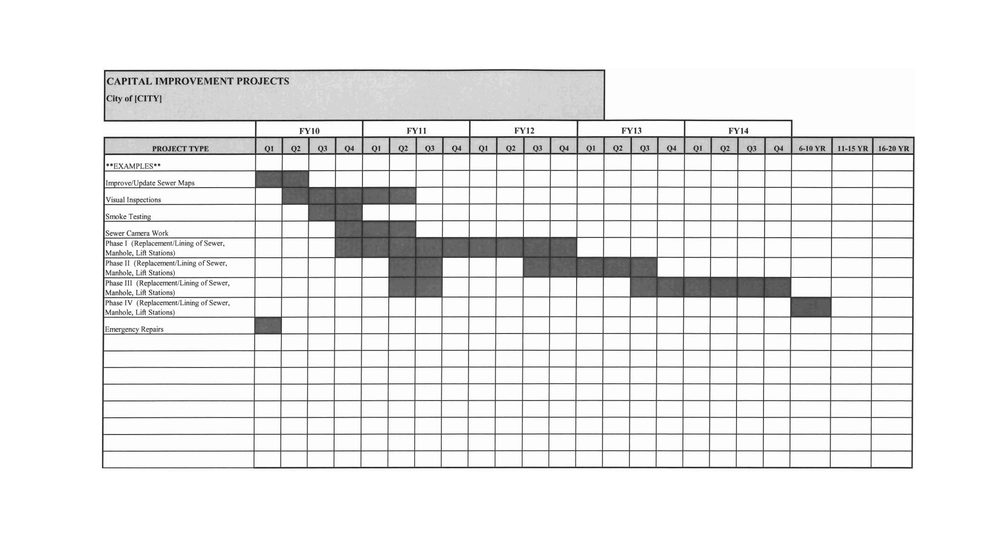 CAPITAL IMPROVEMENT PROJECTS
City of [CITY]
FY10 FY11 FY12 FY13 FY14
PROJECT TYPE Q1 Q2 Q3 Q4 Q1 Q2 Q3 Q4 Q1 Q2 Q3 Q4 Q1 Q2 Q3 Q4 Q1 Q2 Q3 Q4 6-10 YR 11-15 YR 16-20 YR
**EXAMPLES**
Improve/Update Sewer Maps
Visual Inspections
Smoke Testing
Sewer Camera Work
Phase I (Replacement/Lining of Sewer,
Manhole, Lift Stations)
Phase II (Replacement/Lining of Sewer,
Manhole, Lift Stations)
Phase III (Replacement/Lining of Sewer,
Manhole, Lift Stations)
Phase IV (Replacement/Lining of Sewer,
Manhole, Lift Stations)
Emergency Repairs